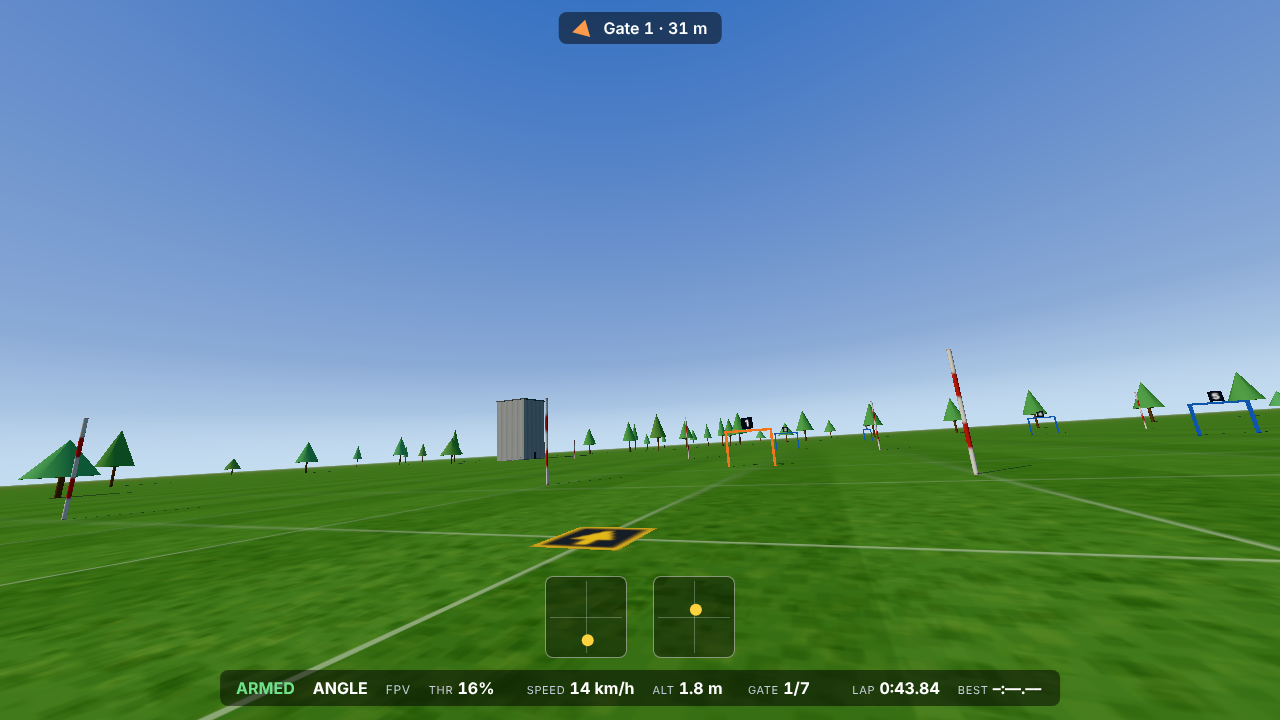 Gate 1 · 31 m
1
ARMED ANGLE FPV THR 16% SPEED 14 km/h ALT 1.8 m GATE 1/7 LAP 0:43.84 BEST –:––.––